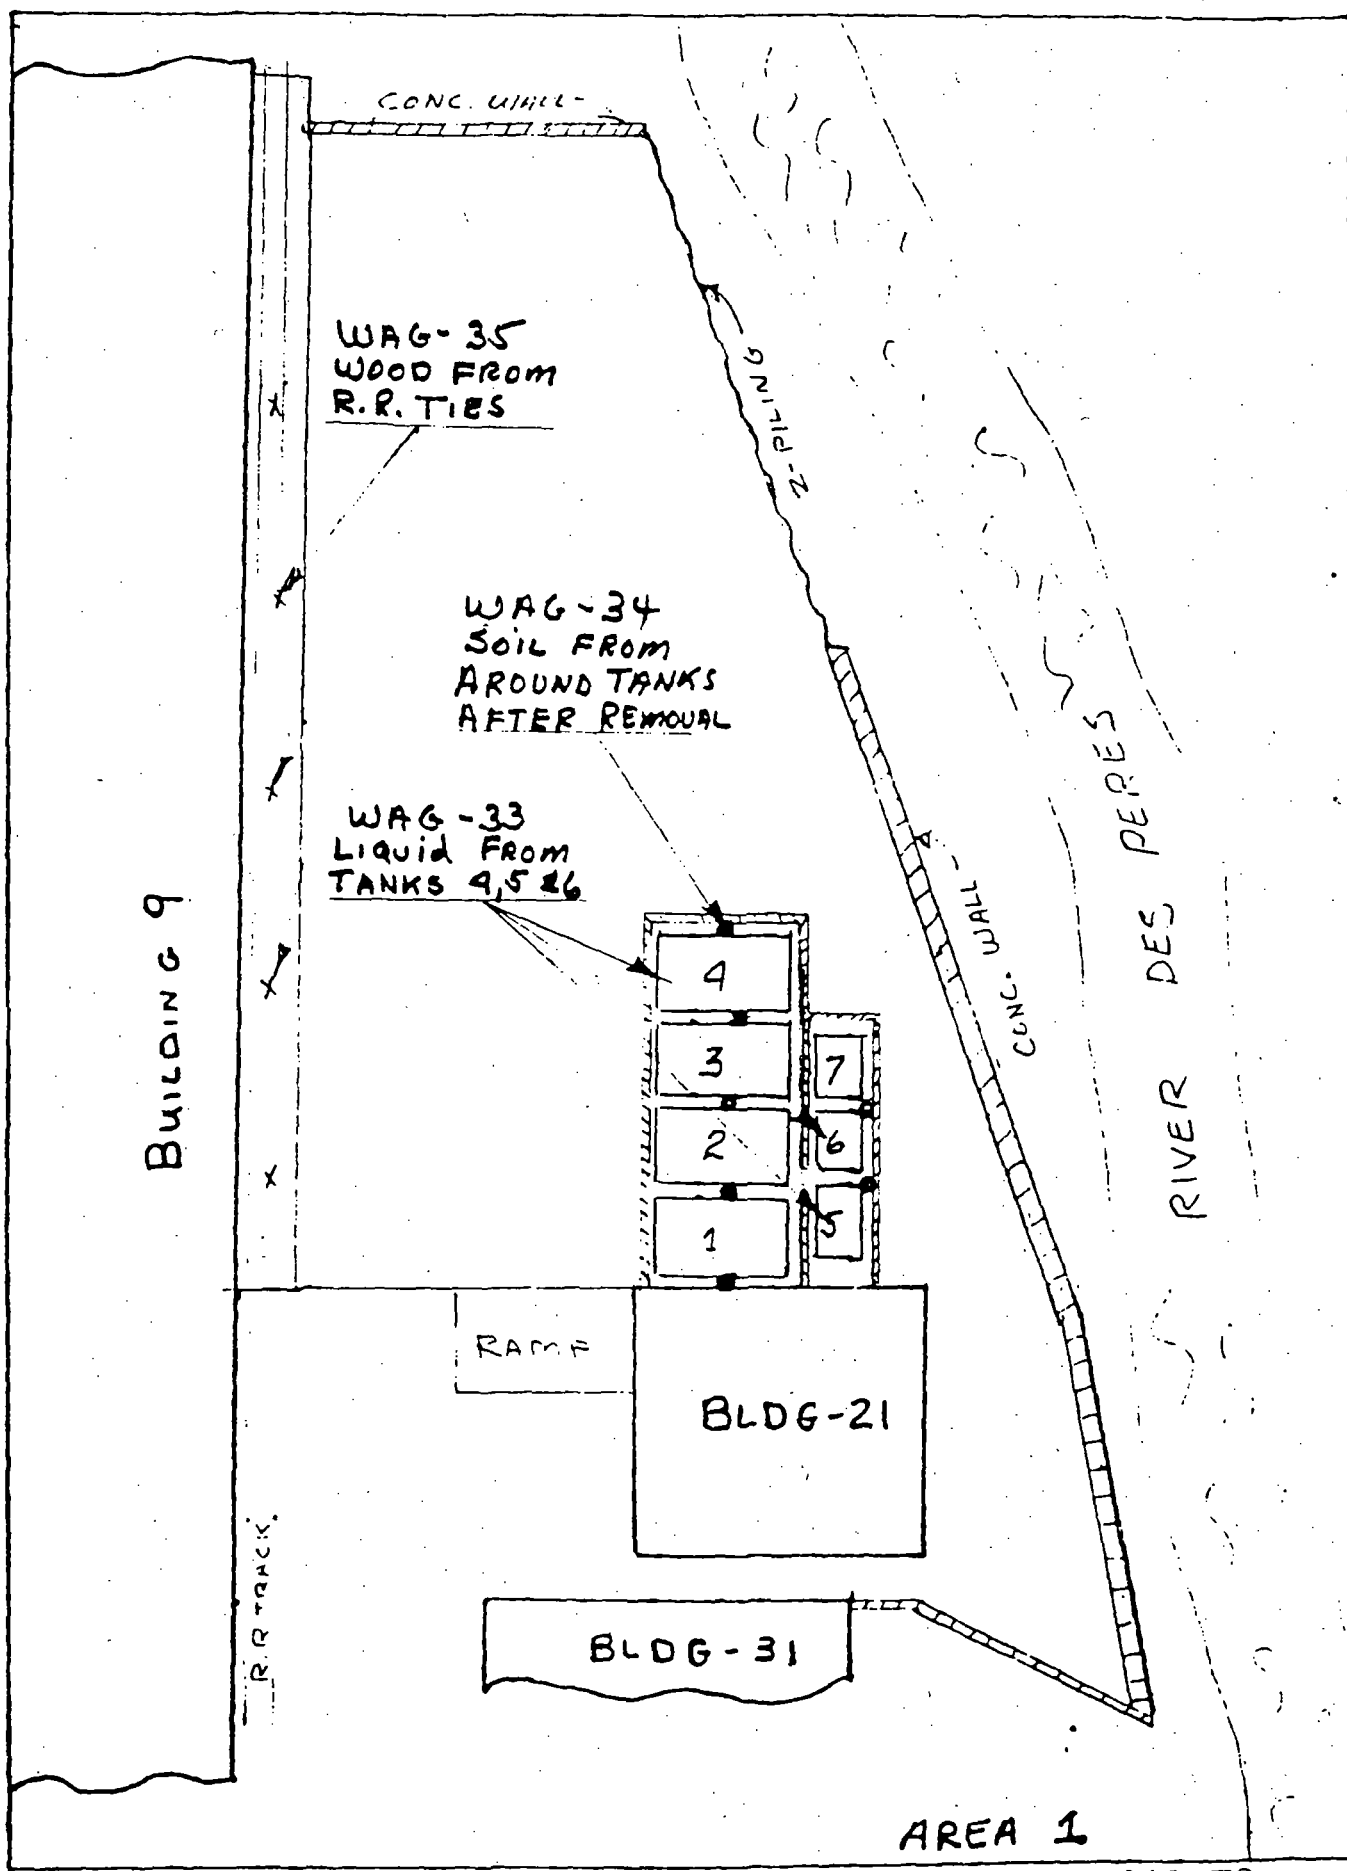 CONC. WALL-
WAG-35
WOOD FROM
R.R. TIES
Z-PILING
WAG-34
SOIL FROM
AROUND TANKS
AFTER REMOVAL
WAG-33
LIQUID FROM
TANKS 4,5 &6
BUILDING 9
CONC. WALL-
RIVER DES PERES
4
3
2
1
7
6
5
RAMP
BLDG-21
R.R TRACK.
BLDG-31
AREA 1